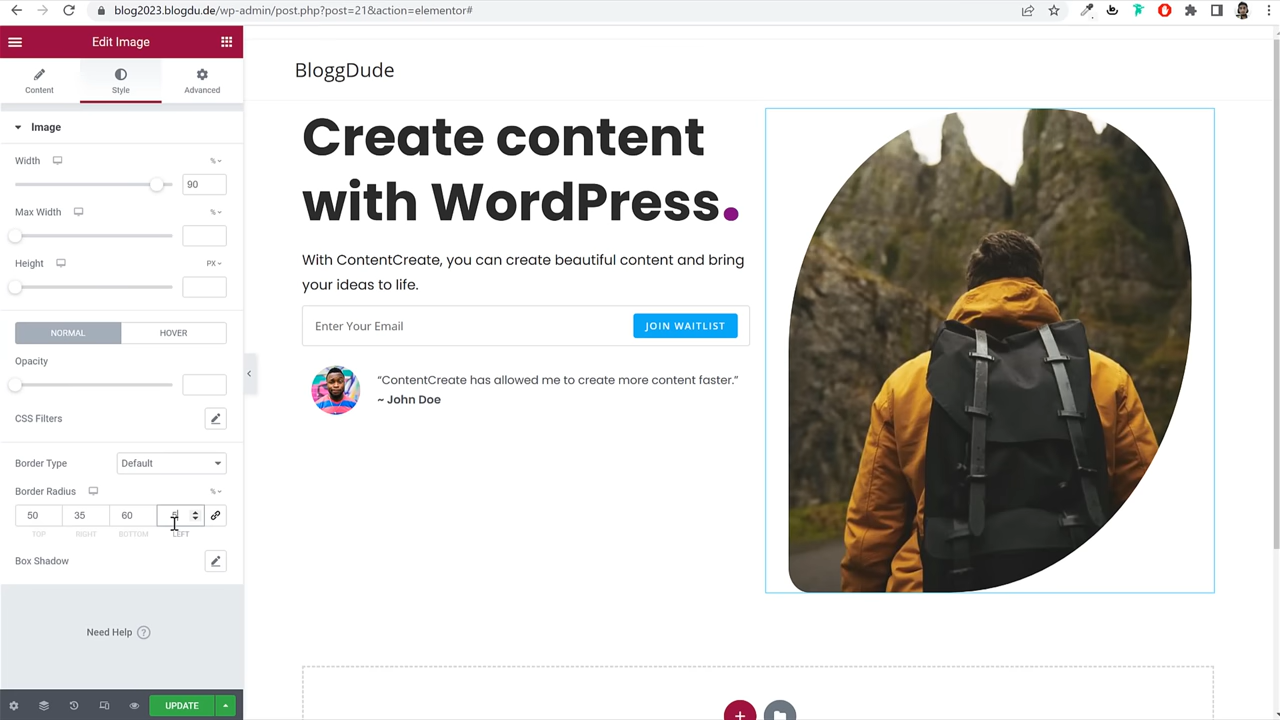 blog2023.blogdu.de/wp-admin/post.php?post=21&action=elementor#
Edit Image
Content
Style
Advanced
Image
Width
%
90
Max Width
%
Height
PX
NORMAL
HOVER
Opacity
CSS Filters
Border Type
Default
Border Radius
%
50
35
60
5
TOP
RIGHT
BOTTOM
LEFT
Box Shadow
Need Help ?
UPDATE
BloggDude
Create content
with WordPress.
With ContentCreate, you can create beautiful content and bring
your ideas to life.
Enter Your Email
JOIN WAITLIST
“ContentCreate has allowed me to create more content faster.”
~ John Doe